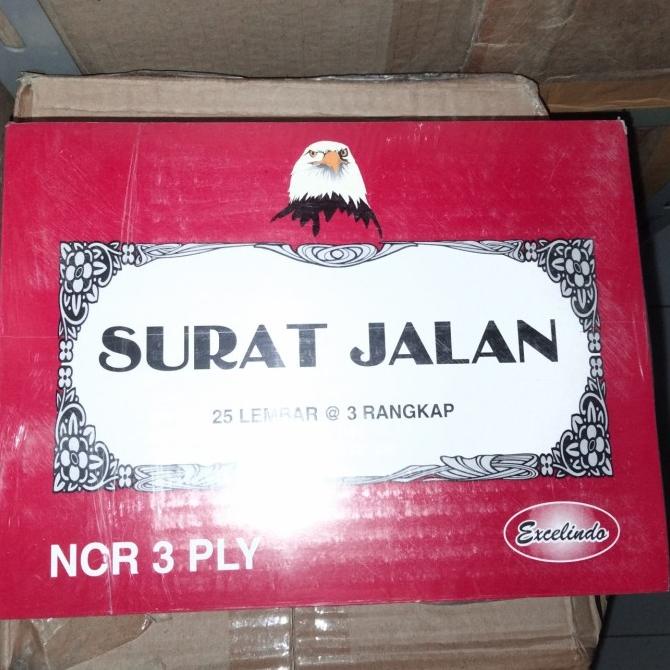 SURAT JALAN
25 LEMBAR @ 3 RANGKAP
NCR 3 PLY
Excelindo